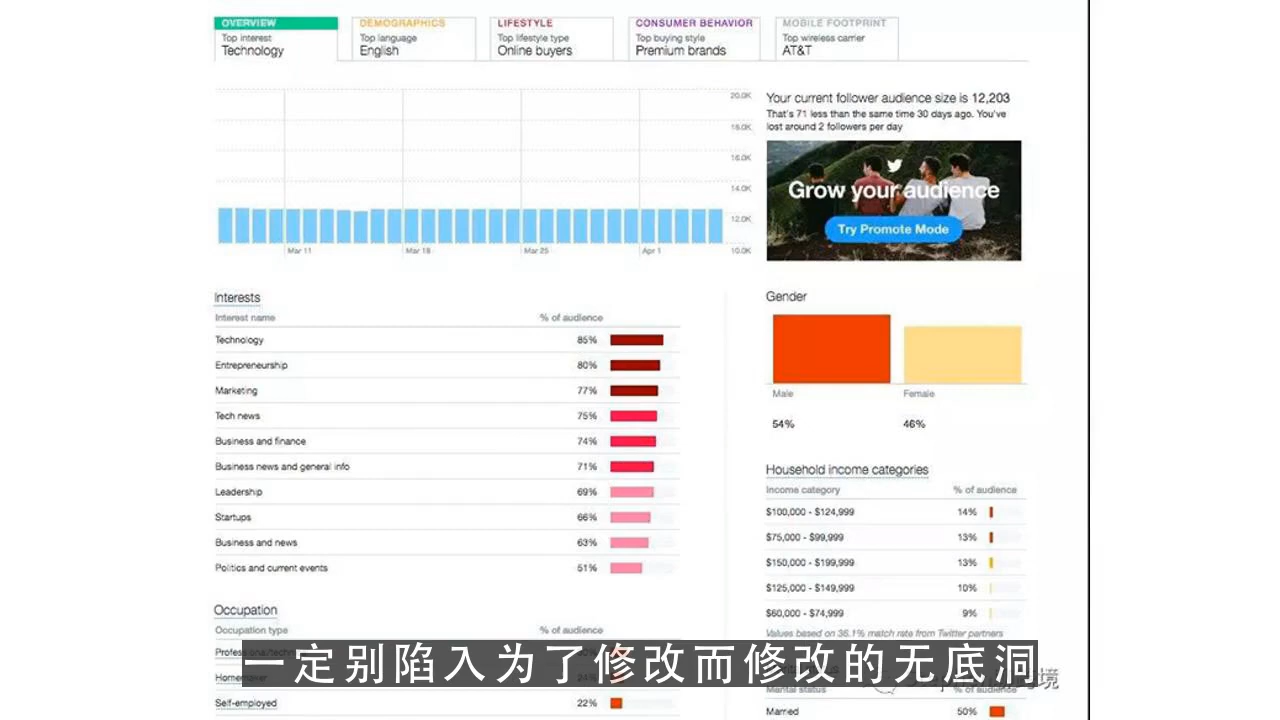 OVERVIEW
Top interest
Technology
DEMOGRAPHICS
Top language
English
LIFESTYLE
Top lifestyle type
Online buyers
CONSUMER BEHAVIOR
Top buying style
Premium brands
MOBILE FOOTPRINT
Top wireless carrier
AT&T
20.0K
18.0K
16.0K
14.0K
12.0K
10.0K
Mar 11
Mar 18
Mar 25
Apr 1
Your current follower audience size is 12,203
That's 71 less than the same time 30 days ago. You've
lost around 2 followers per day
Grow your audience
Try Promote Mode
Interests
Interest name % of audience
Technology 85%
Entrepreneurship 80%
Marketing 77%
Tech news 75%
Business and finance 74%
Business news and general info 71%
Leadership 69%
Startups 66%
Business and news 63%
Politics and current events 51%
Occupation
Occupation type % of audience
Homemaker 24%
Self-employed 22%
Gender
Male
Female
54%
46%
Household income categories
Income category % of audience
$100,000 - $124,999 14%
$75,000 - $99,999 13%
$150,000 - $199,999 13%
$125,000 - $149,999 10%
$60,000 - $74,999 9%
Values based on 36.1% match rate from Twitter partners
Marital status % of audience
Married 50%
一定别陷入为了修改而修改的无底洞